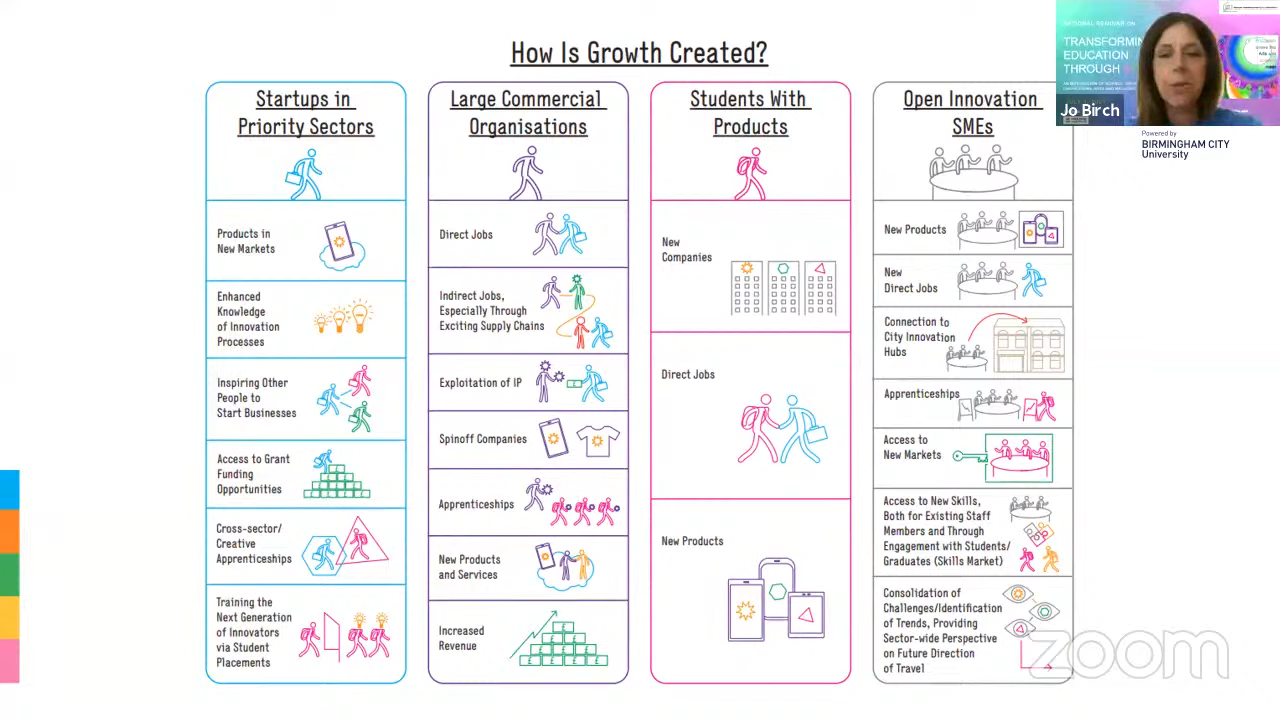 How Is Growth Created?
Startups in
Priority Sectors
Products in
New Markets
Enhanced
Knowledge
of Innovation
Processes
Inspiring Other
People to
Start Businesses
Access to Grant
Funding
Opportunities
Cross-sector/
Creative
Apprenticeships
Training the
Next Generation
of Innovators
via Student
Placements
Large Commercial
Organisations
Direct Jobs
Indirect Jobs,
Especially Through
Exciting Supply Chains
Exploitation of IP
Spinoff Companies
Apprenticeships
New Products
and Services
Increased
Revenue
Students With
Products
New
Companies
Direct Jobs
New Products
Open Innovation
SMEs
New Products
New
Direct Jobs
Connection to
City Innovation
Hubs
Apprenticeships
Access to
New Markets
Access to New Skills,
Both for Existing Staff
Members and Through
Engagement with Students/
Graduates (Skills Market)
Consolidation of
Challenges/Identification
of Trends, Providing
Sector-wide Perspective
on Future Direction
of Travel
NATIONAL SEMINAR ON
TRANSFORMIN
EDUCATION
THROUGH
Jo Birch
Powered by
BIRMINGHAM CITY
University
zoom